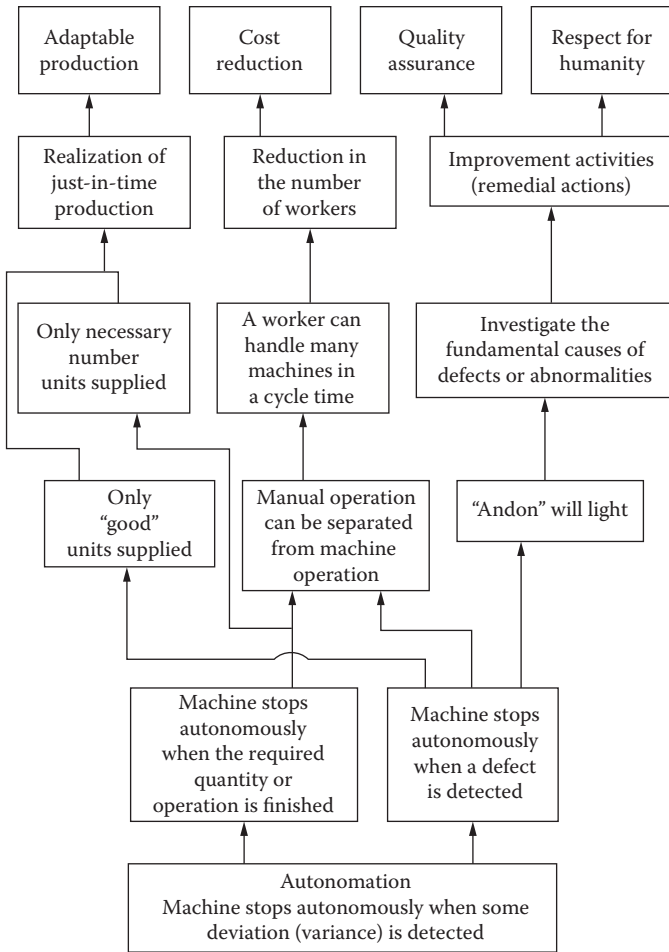 Adaptable
production
Cost
reduction
Quality
assurance
Respect for
humanity
Realization of
just-in-time
production
Reduction in
the number
of workers
Improvement activities
(remedial actions)
Only necessary
number
units supplied
A worker can
handle many
machines in
a cycle time
Investigate the
fundamental causes of
defects or abnormalities
Only
“good”
units supplied
Manual operation
can be separated
from machine
operation
“Andon” will light
Machine stops
autonomously
when the required
quantity or
operation is finished
Machine stops
autonomously
when a defect
is detected
Autonomation
Machine stops autonomously when some
deviation (variance) is detected